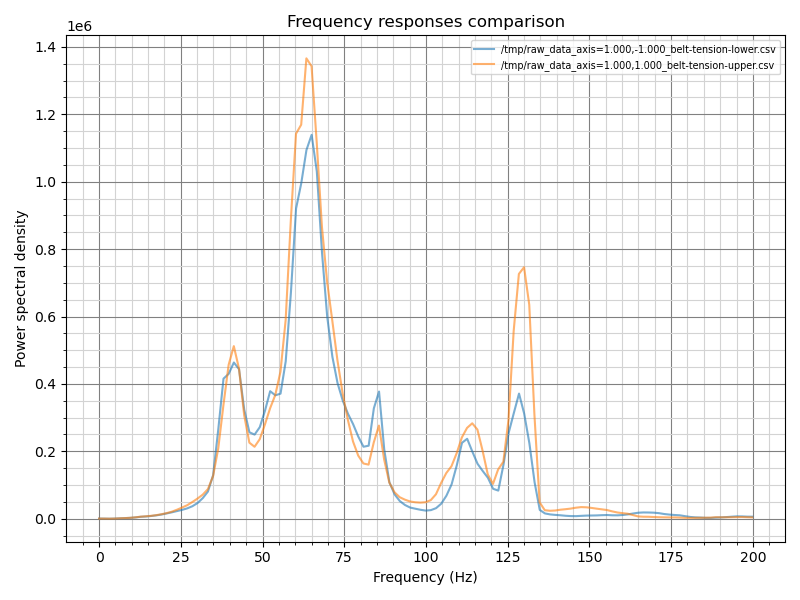 Frequency responses comparison
1e6
/tmp/raw_data_axis=1.000,-1.000_belt-tension-lower.csv
/tmp/raw_data_axis=1.000,1.000_belt-tension-upper.csv
1.4
1.2
1.0
0.8
0.6
0.4
0.2
0.0
Power spectral density
0 25 50 75 100 125 150 175 200
Frequency (Hz)